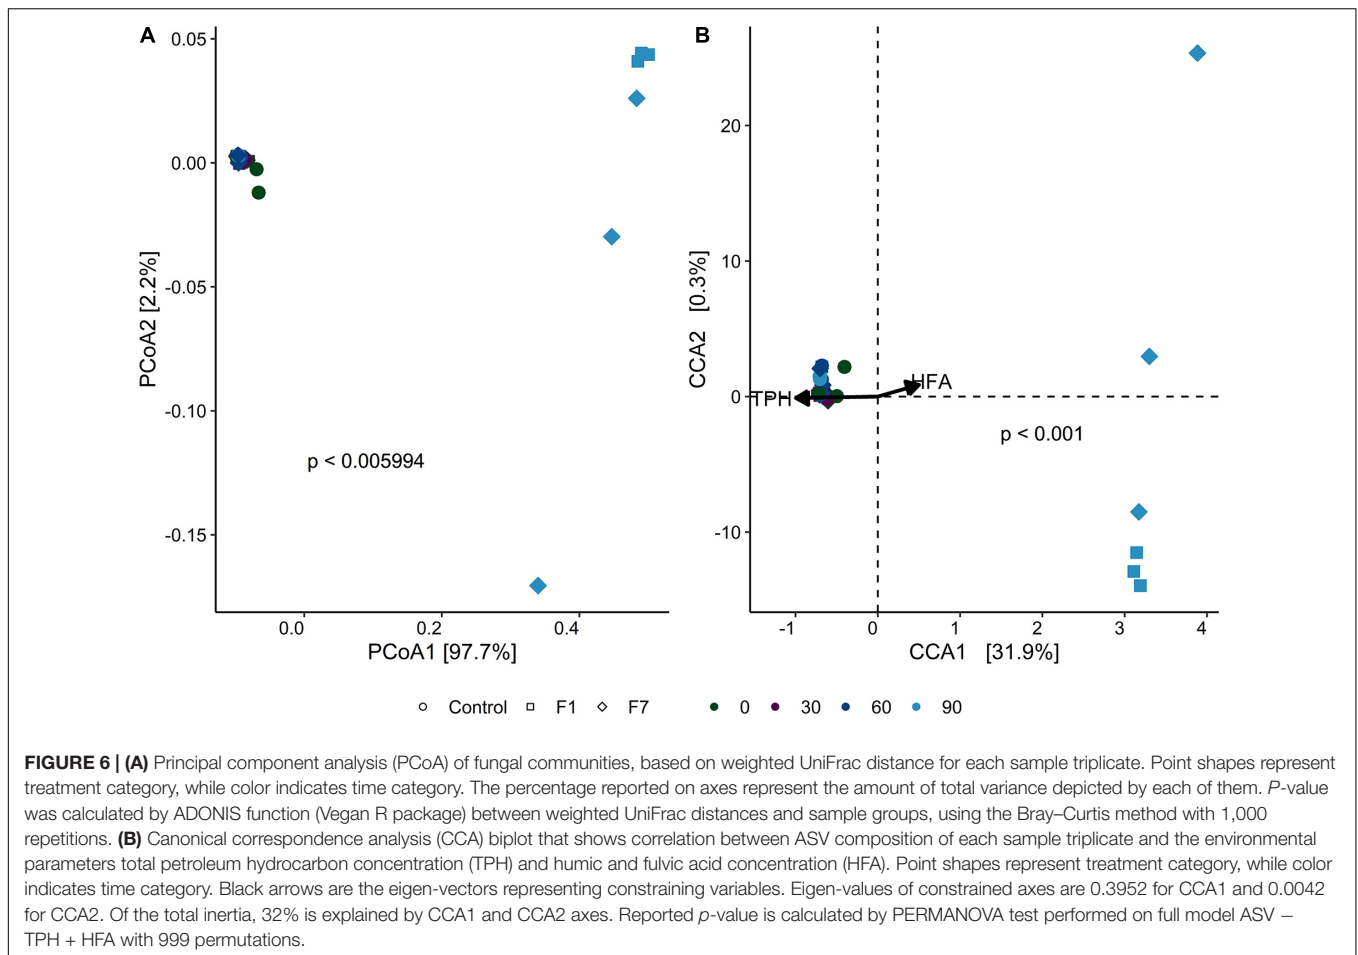 A
B
0.05
0.00
-0.05
-0.10
-0.15
PCoA2 [2.2%]
p < 0.005994
0.0
0.2
0.4
PCoA1 [97.7%]
20
10
0
-10
CCA2 [0.3%]
TPH
HFA
p < 0.001
-1
0
1
2
3
4
CCA1 [31.9%]
Control F1 F7 0 30 60 90
FIGURE 6 | (A) Principal component analysis (PCoA) of fungal communities, based on weighted UniFrac distance for each sample triplicate. Point shapes represent
treatment category, while color indicates time category. The percentage reported on axes represent the amount of total variance depicted by each of them. P-value
was calculated by ADONIS function (Vegan R package) between weighted UniFrac distances and sample groups, using the Bray–Curtis method with 1,000
repetitions. (B) Canonical correspondence analysis (CCA) biplot that shows correlation between ASV composition of each sample triplicate and the environmental
parameters total petroleum hydrocarbon concentration (TPH) and humic and fulvic acid concentration (HFA). Point shapes represent treatment category, while color
indicates time category. Black arrows are the eigen-vectors representing constraining variables. Eigen-values of constrained axes are 0.3952 for CCA1 and 0.0042
for CCA2. Of the total inertia, 32% is explained by CCA1 and CCA2 axes. Reported p-value is calculated by PERMANOVA test performed on full model ASV –
TPH + HFA with 999 permutations.